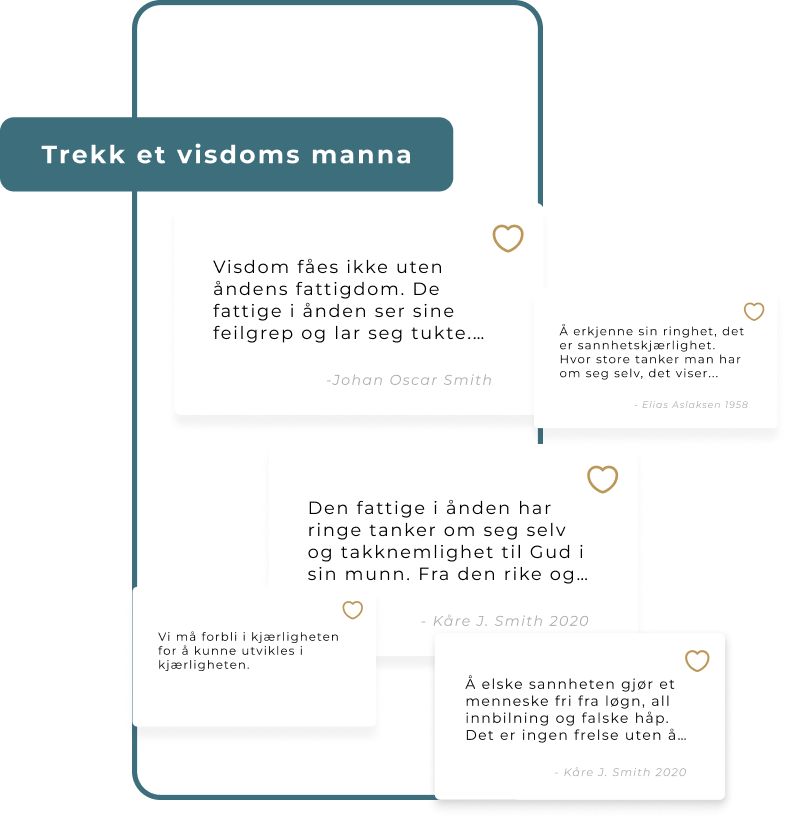 Trekk et visdoms manna
Visdom fåes ikke uten
åndens fattigdom. De
fattige i ånden ser sine
feilgrep og lar seg tukte.…
-Johan Oscar Smith
Å erkjenne sin ringhet, det
er sannhetskjærlighet.
Hvor store tanker man har
om seg selv, det viser...
- Elias Aslaksen 1958
Den fattige i ånden har
ringe tanker om seg selv
og takknemlighet til Gud i
sin munn. Fra den rike og…
- Kåre J. Smith 2020
Vi må forbli i kjærligheten
for å kunne utvikles i
kjærligheten.
Å elske sannheten gjør et
menneske fri fra løgn, all
innbilning og falske håp.
Det er ingen frelse uten å…
- Kåre J. Smith 2020